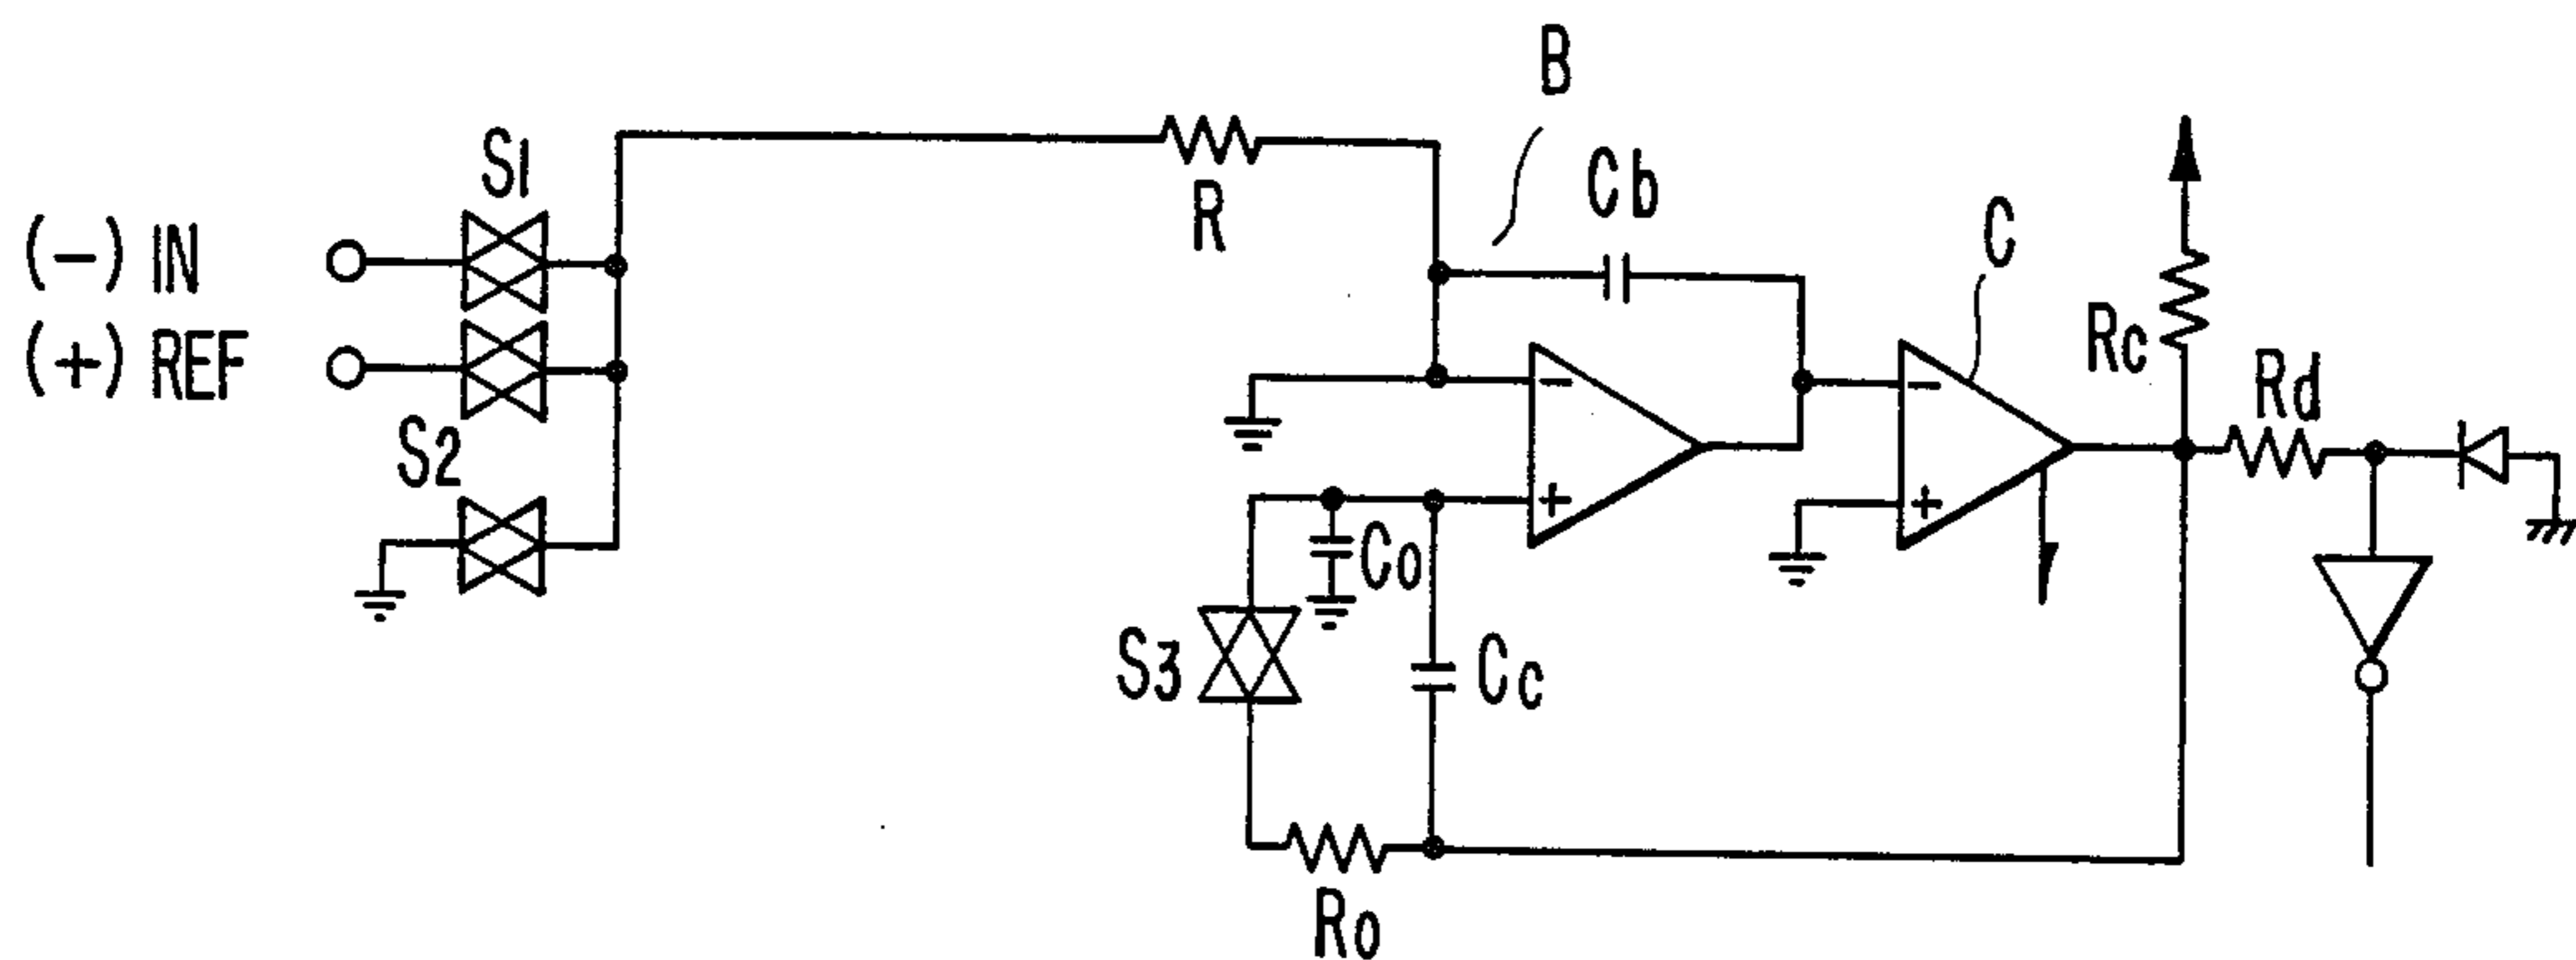 B
S1
Cb
R
C
(-) IN
(+) REF
Rc
Rd
S2
-
-
+
+
Co
S3
Cc
Ro